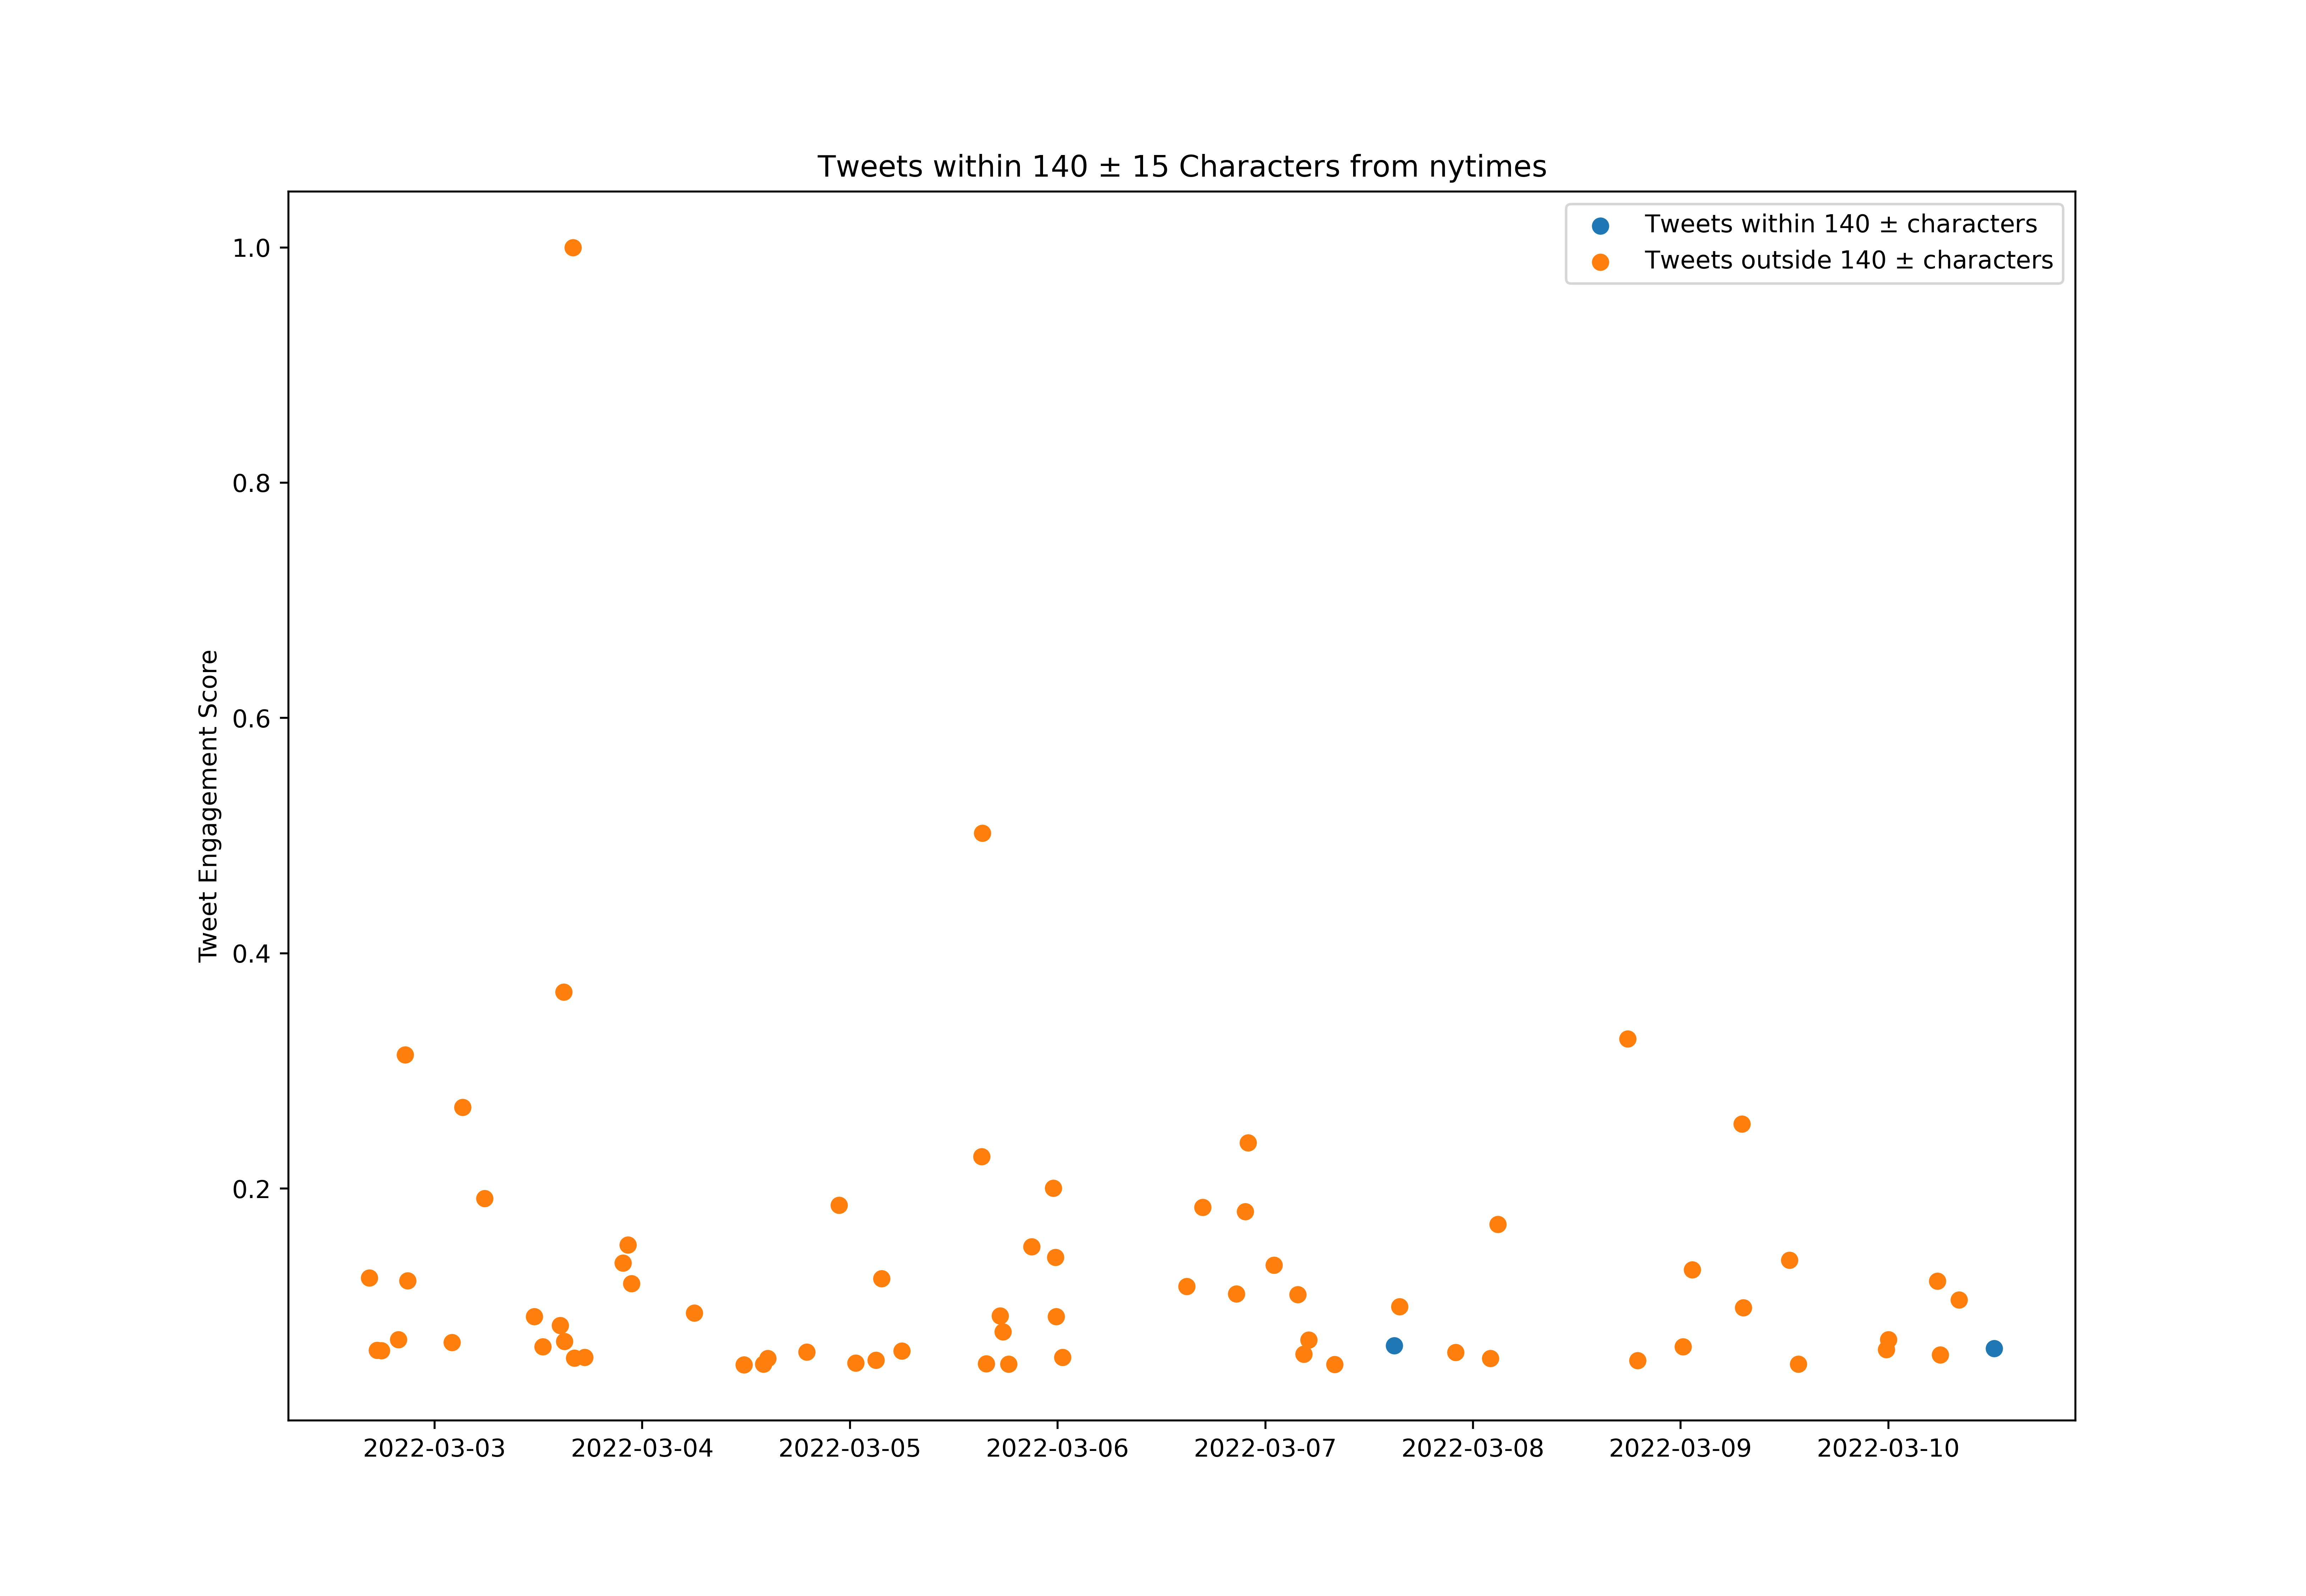 Tweets within 140 ± 15 Characters from nytimes
Tweets within 140 ± characters
Tweets outside 140 ± characters
Tweet Engagement Score
1.0
0.8
0.6
0.4
0.2
2022-03-03 2022-03-04 2022-03-05 2022-03-06 2022-03-07 2022-03-08 2022-03-09 2022-03-10